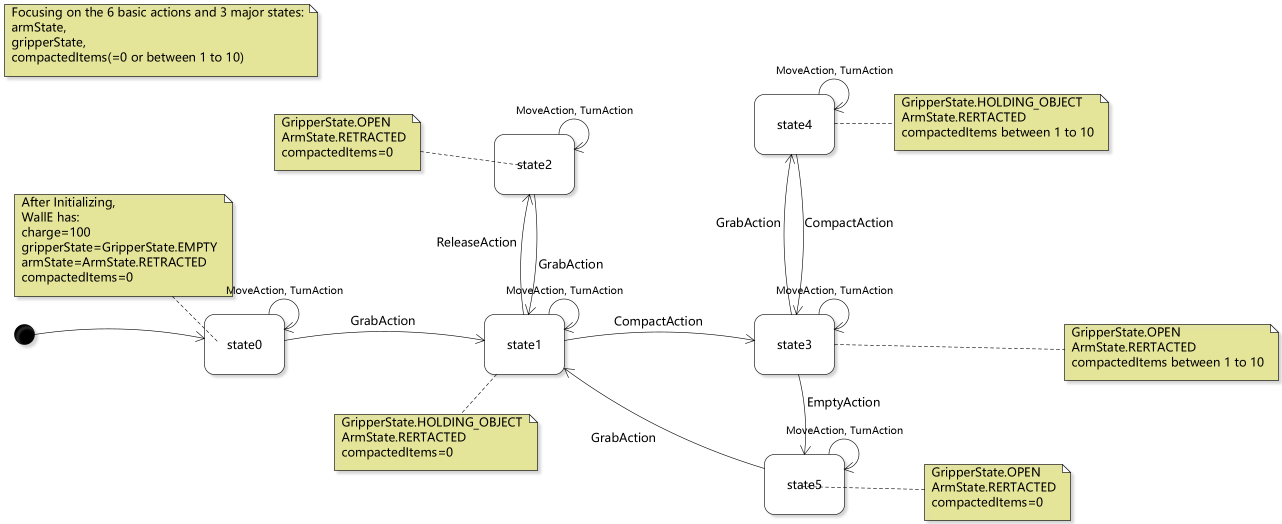 Focusing on the 6 basic actions and 3 major states:
armState,
gripperState,
compactedItems(=0 or between 1 to 10)
MoveAction, TurnAction
state4
GripperState.HOLDING_OBJECT
ArmState.RERTACTED
compactedItems between 1 to 10
GripperState.OPEN
ArmState.RETRACTED
compactedItems=0
MoveAction, TurnAction
state2
After Initializing,
WallE has:
charge=100
gripperState=GripperState.EMPTY
armState=ArmState.RETRACTED
compactedItems=0
ReleaseAction
GrabAction
GrabAction
CompactAction
MoveAction, TurnAction
state0
GrabAction
MoveAction, TurnAction
state1
CompactAction
MoveAction, TurnAction
state3
GripperState.OPEN
ArmState.RERTACTED
compactedItems between 1 to 10
GripperState.HOLDING_OBJECT
ArmState.RERTACTED
compactedItems=0
GrabAction
EmptyAction
MoveAction, TurnAction
state5
GripperState.OPEN
ArmState.RERTACTED
compactedItems=0